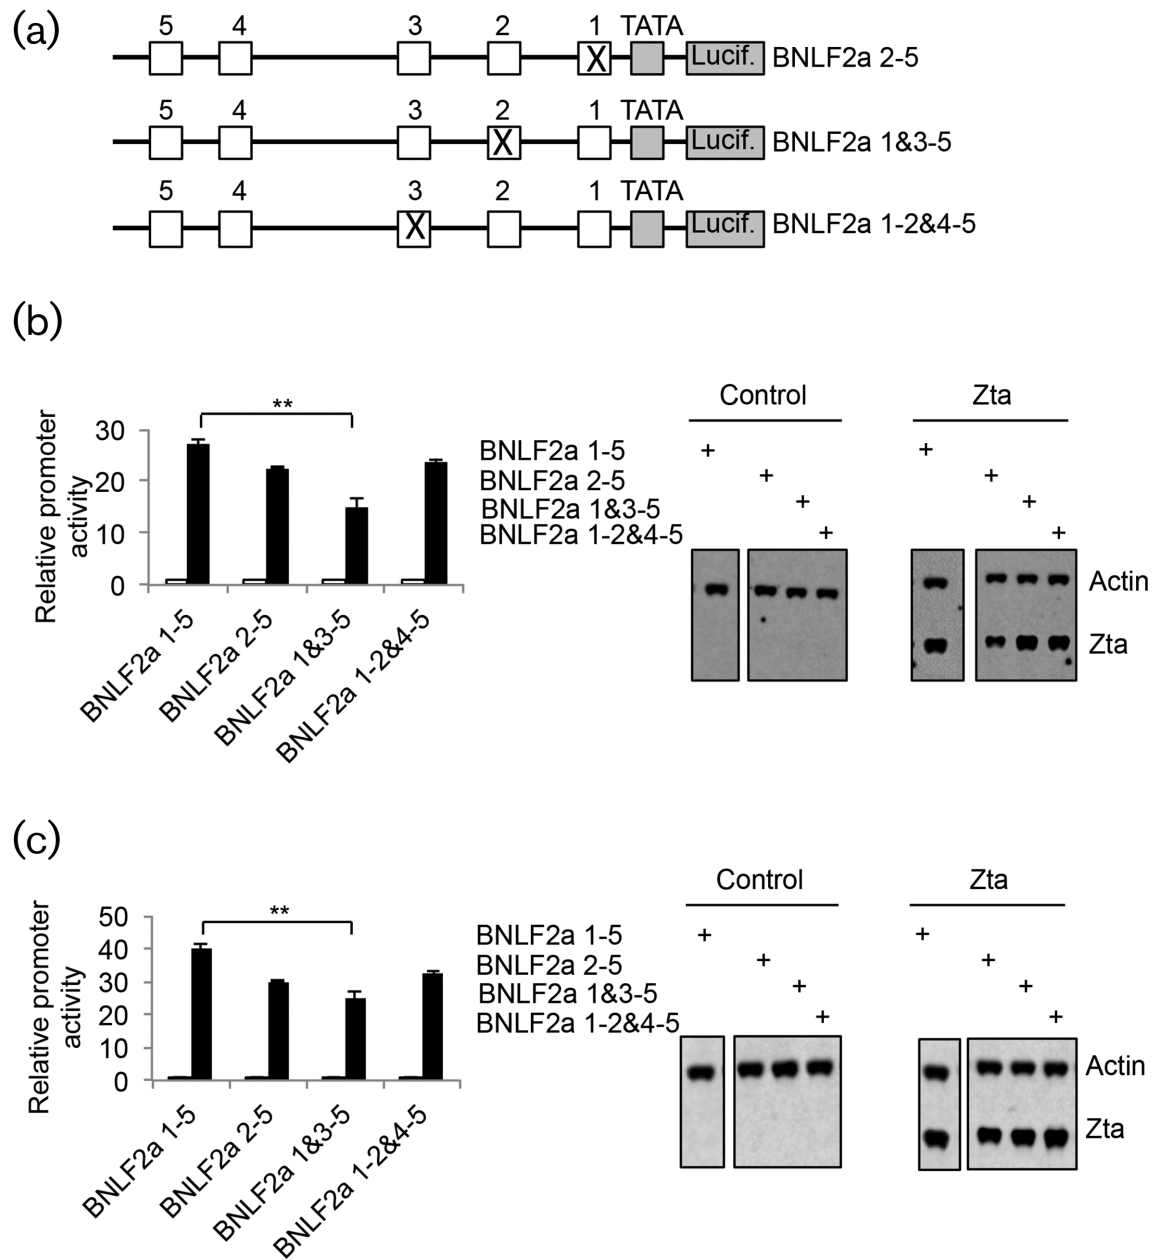 (a)
5 4 3 2 1 TATA
X Lucif. BNLF2a 2-5
5 4 3 2 1 TATA
X Lucif. BNLF2a 1&3-5
5 4 3 2 1 TATA
X Lucif. BNLF2a 1-2&4-5
(b)
Relative promoter
activity
30
20
10
0
**
BNLF2a 1-5
BNLF2a 2-5
BNLF2a 1&3-5
BNLF2a 1-2&4-5
Control Zta
BNLF2a 1-5 + +
BNLF2a 2-5 + +
BNLF2a 1&3-5 + +
BNLF2a 1-2&4-5 + +
Actin
Zta
(c)
Relative promoter
activity
50
40
30
20
10
0
**
BNLF2a 1-5
BNLF2a 2-5
BNLF2a 1&3-5
BNLF2a 1-2&4-5
Control Zta
BNLF2a 1-5 + +
BNLF2a 2-5 + +
BNLF2a 1&3-5 + +
BNLF2a 1-2&4-5 + +
Actin
Zta